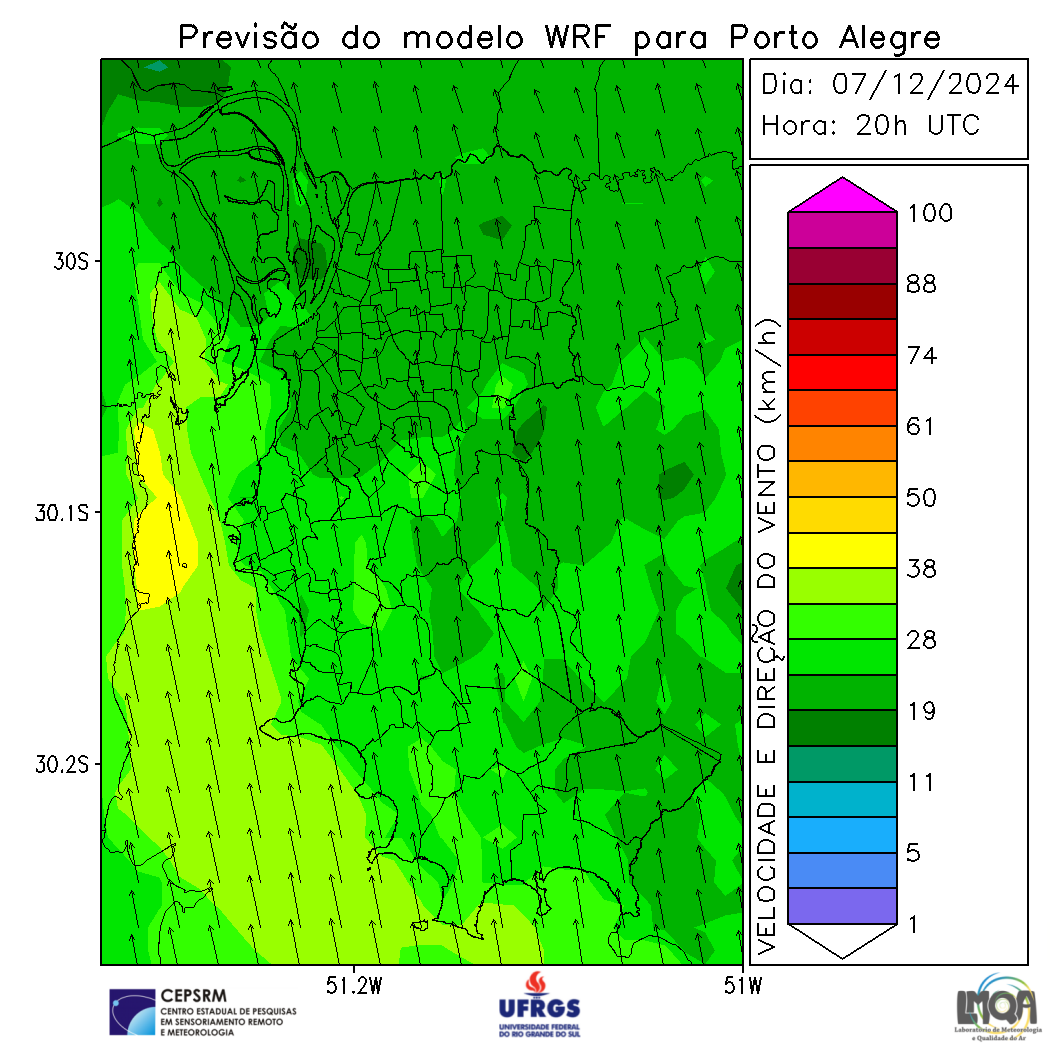 Previsão do modelo WRF para Porto Alegre
Dia: 07/12/2024
Hora: 20h UTC
30S
30.1S
30.2S
51.2W
51W
VELOCIDADE E DIREÇÃO DO VENTO (km/h)
100
88
74
61
50
38
28
19
11
5
1
CEPSRM
CENTRO ESTADUAL DE PESQUISAS
EM SENSORIAMENTO REMOTO
E METEOROLOGIA
UFRGS
UNIVERSIDADE FEDERAL
DO RIO GRANDE DO SUL
LMQA
Laboratório de Meteorologia
e Qualidade do Ar